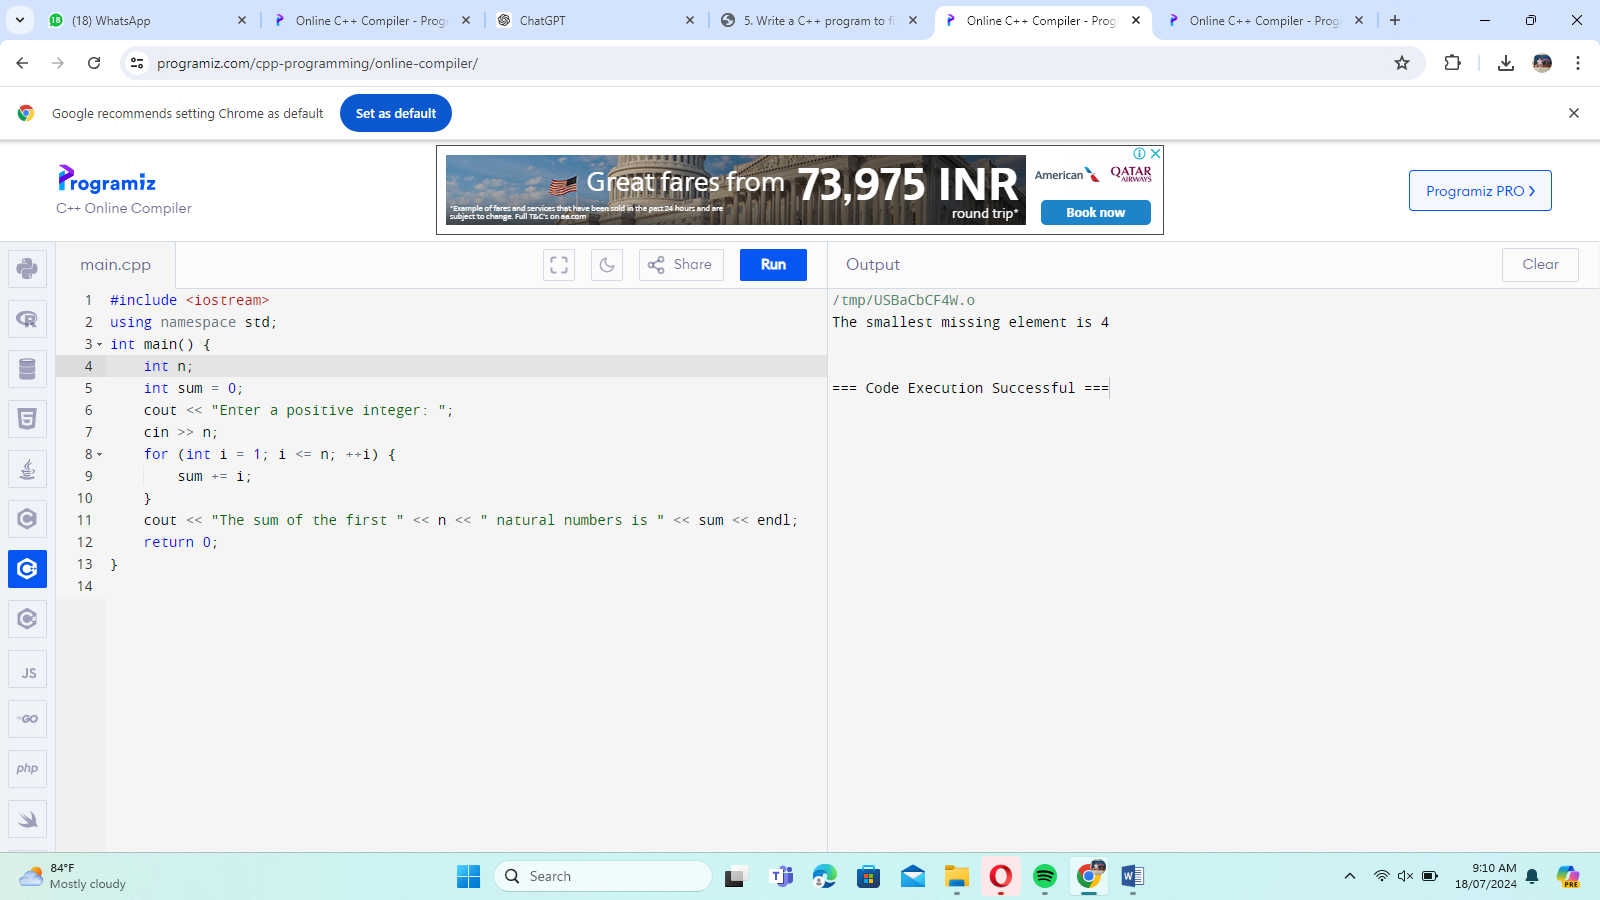 (18) WhatsApp
Online C++ Compiler - Prog
ChatGPT
5. Write a C++ program to fi
Online C++ Compiler - Prog
Online C++ Compiler - Prog
programiz.com/cpp-programming/online-compiler/
Google recommends setting Chrome as default
Set as default
Programiz
C++ Online Compiler
Great fares from 73,975 INR
round trip*
*Example of fares and services that have been sold in the past 24 hours and are
subject to change. Full T&C's on aa.com
American
QATAR
AIRWAYS
Book now
Programiz PRO
main.cpp
Share
Run
Output
Clear
1 #include <iostream>
2 using namespace std;
3 int main() {
4 int n;
5 int sum = 0;
6 cout << "Enter a positive integer: ";
7 cin >> n;
8 for (int i = 1; i <= n; ++i) {
9 sum += i;
10 }
11 cout << "The sum of the first " << n << " natural numbers is " << sum << endl;
12 return 0;
13 }
14
/tmp/USBaCbCF4W.o
The smallest missing element is 4
=== Code Execution Successful ===
JS
GO
php
84°F
Mostly cloudy
Search
9:10 AM
18/07/2024
PRE